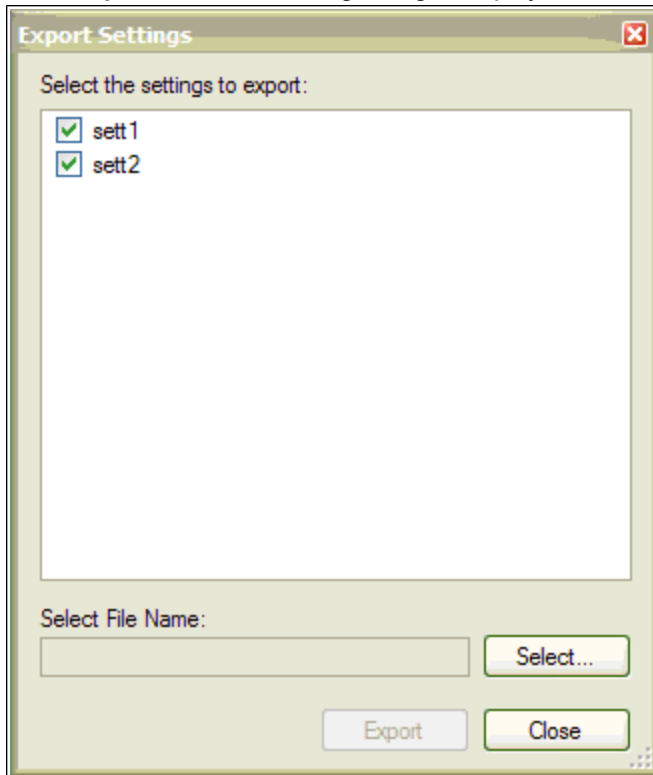 Export Settings
Select the settings to export:
sett1
sett2
Select File Name:
Select...
Export
Close